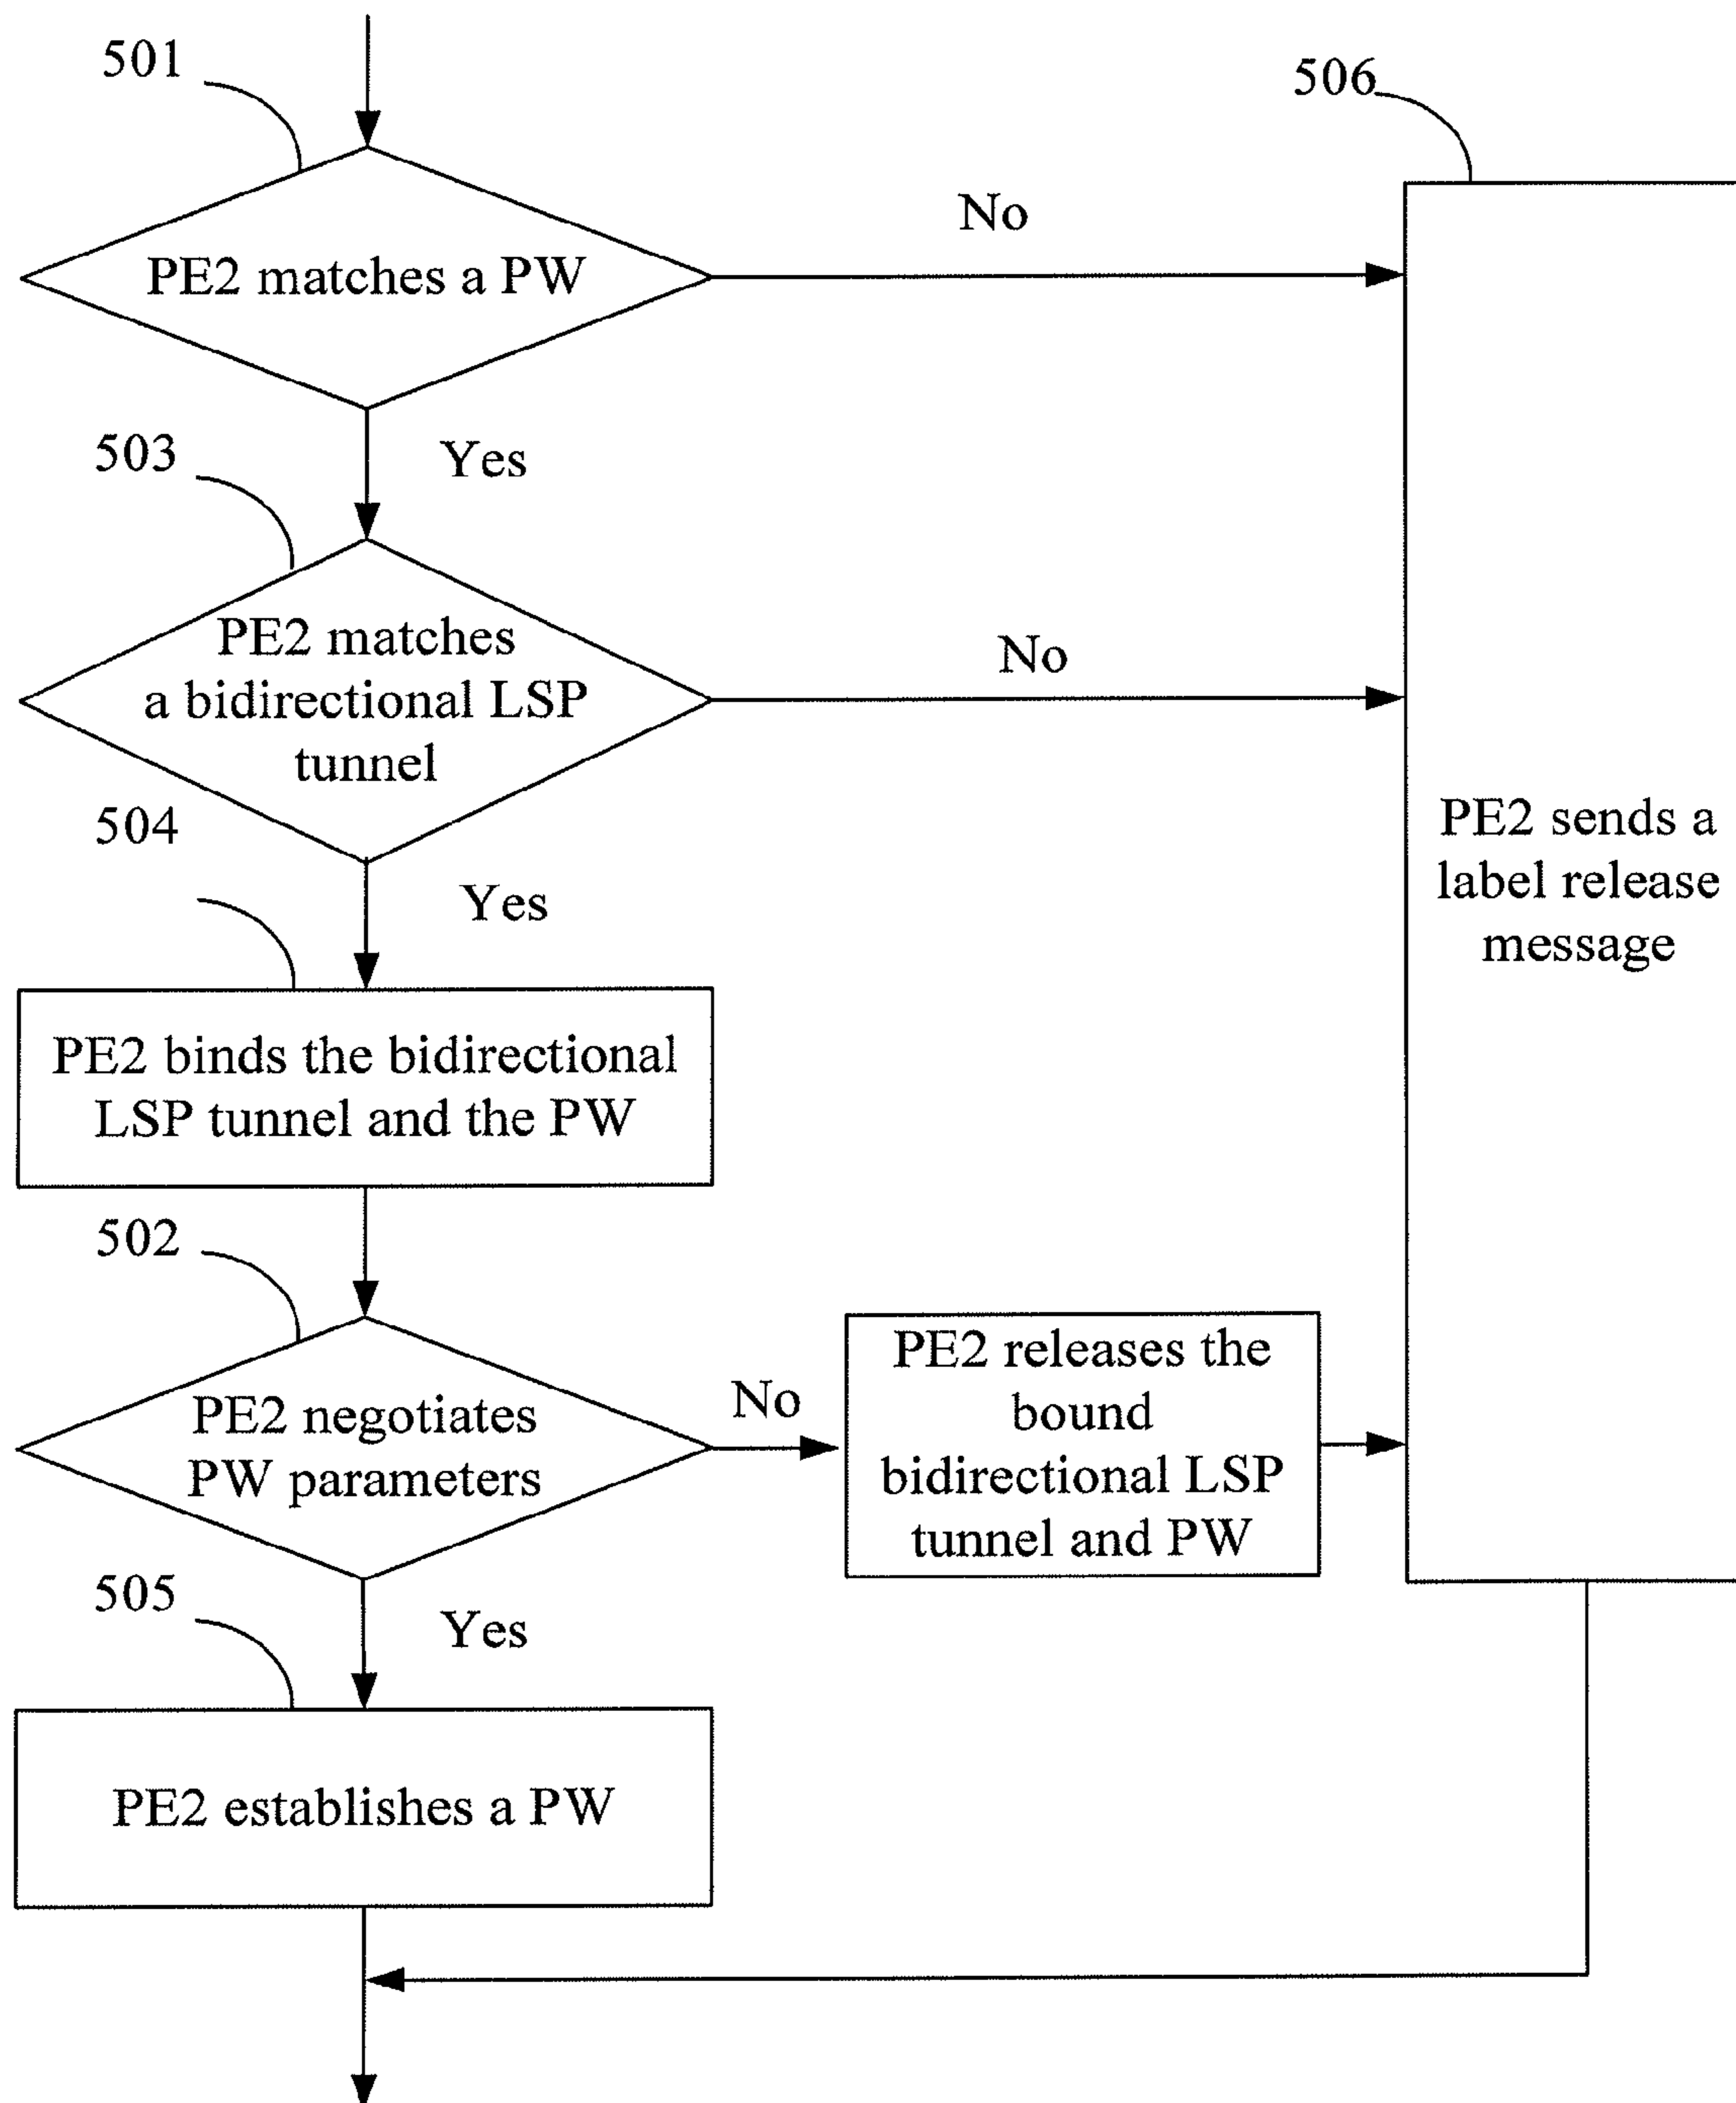 501
506
No
PE2 matches a PW
503
Yes
PE2 matches
a bidirectional LSP
tunnel
No
PE2 sends a
label release
message
504
Yes
PE2 binds the bidirectional
LSP tunnel and the PW
502
PE2 negotiates
PW parameters
No
PE2 releases the
bound
bidirectional LSP
tunnel and PW
505
Yes
PE2 establishes a PW